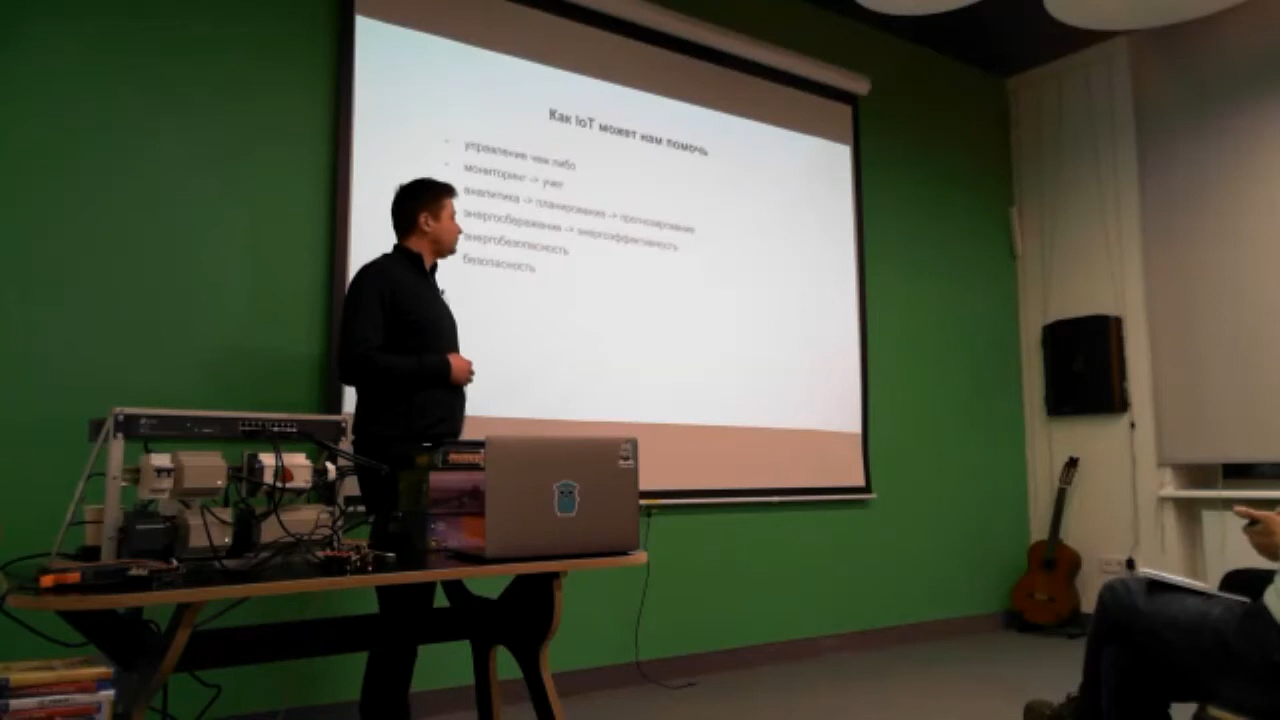 Как IoT может нам помочь
- управление чем либо
- мониторинг -> учет
аналитика -> планирование -> прогнозирование
энергосбережение -> энергоэффективность
энергобезопасность
безопасность